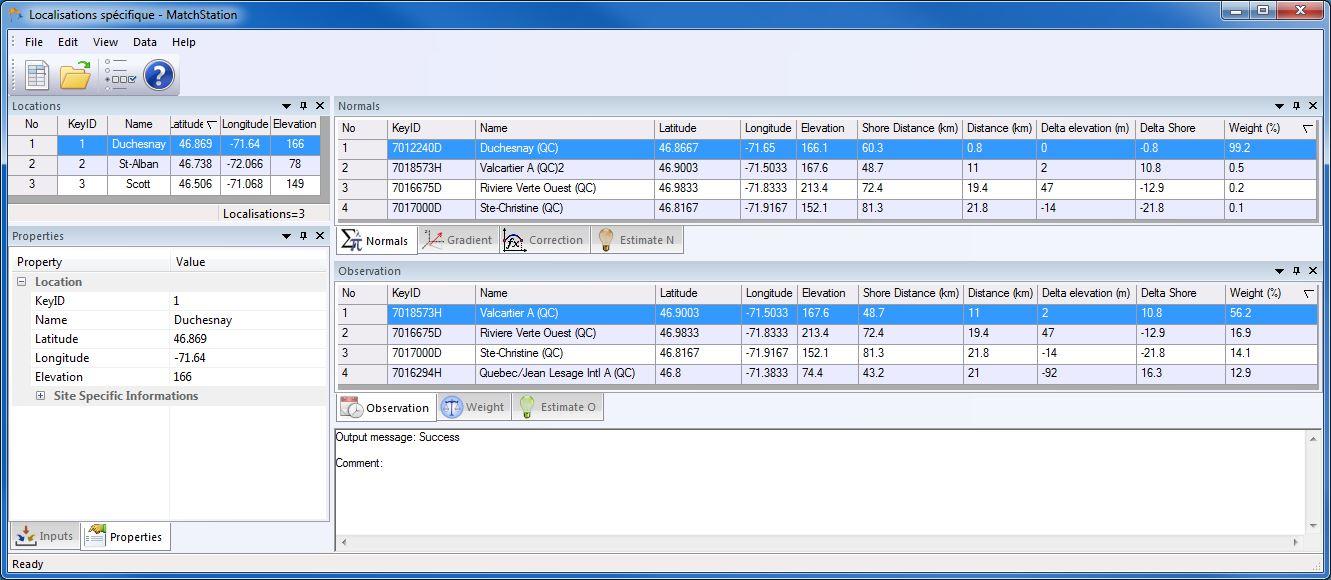 Localisations spécifique - MatchStation
File Edit View Data Help
Locations
No KeyID Name Latitude Longitude Elevation
1 1 Duchesnay 46.869 -71.64 166
2 2 St-Alban 46.738 -72.066 78
3 3 Scott 46.506 -71.068 149
Localisations=3
Properties
Property Value
Location
KeyID 1
Name Duchesnay
Latitude 46.869
Longitude -71.64
Elevation 166
Site Specific Informations
Inputs Properties
Normals
No KeyID Name Latitude Longitude Elevation Shore Distance (km) Distance (km) Delta elevation (m) Delta Shore Weight (%)
1 7012240D Duchesnay (QC) 46.8667 -71.65 166.1 60.3 0.8 0 -0.8 99.2
2 7018573H Valcartier A (QC)2 46.9003 -71.5033 167.6 48.7 11 2 10.8 0.5
3 7016675D Riviere Verte Ouest (QC) 46.9833 -71.8333 213.4 72.4 19.4 47 -12.9 0.2
4 7017000D Ste-Christine (QC) 46.8167 -71.9167 152.1 81.3 21.8 -14 -21.8 0.1
Normals Gradient Correction Estimate N
Observation
No KeyID Name Latitude Longitude Elevation Shore Distance (km) Distance (km) Delta elevation (m) Delta Shore Weight (%)
1 7018573H Valcartier A (QC) 46.9003 -71.5033 167.6 48.7 11 2 10.8 56.2
2 7016675D Riviere Verte Ouest (QC) 46.9833 -71.8333 213.4 72.4 19.4 47 -12.9 16.9
3 7017000D Ste-Christine (QC) 46.8167 -71.9167 152.1 81.3 21.8 -14 -21.8 14.1
4 7016294H Quebec/Jean Lesage Intl A (QC) 46.8 -71.3833 74.4 43.2 21 -92 16.3 12.9
Observation Weight Estimate O
Output message: Success
Comment:
Ready